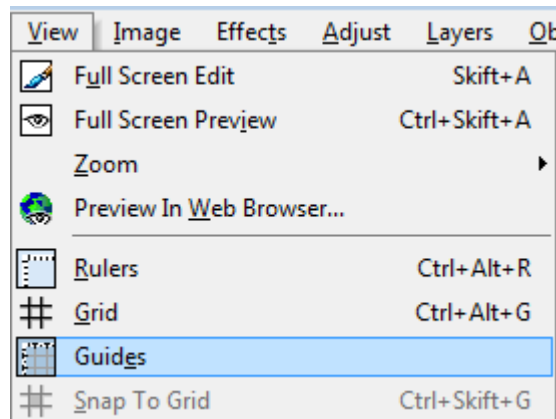 View Image Effects Adjust Layers Ob
Full Screen Edit Skift+A
Full Screen Preview Ctrl+Skift+A
Zoom
Preview In Web Browser...
Rulers Ctrl+Alt+R
Grid Ctrl+Alt+G
Guides
Snap To Grid Ctrl+Skift+G